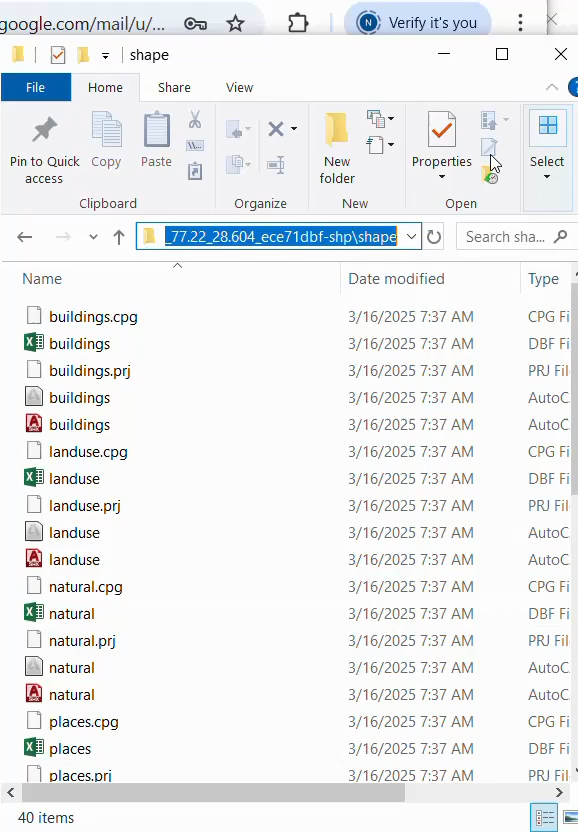 google.com/mail/u/...
N
Verify it's you
shape
File
Home
Share
View
Pin to Quick access
Copy
Paste
Clipboard
Organize
New folder
New
Properties
Open
Select
_77.22_28.604_ece71dbf-shp\shape
Search sha...
Name
Date modified
Type
buildings.cpg 3/16/2025 7:37 AM CPG Fi
buildings 3/16/2025 7:37 AM DBF Fi
buildings.prj 3/16/2025 7:37 AM PRJ Fil
buildings 3/16/2025 7:37 AM AutoC
buildings 3/16/2025 7:37 AM AutoC
landuse.cpg 3/16/2025 7:37 AM CPG Fi
landuse 3/16/2025 7:37 AM DBF Fi
landuse.prj 3/16/2025 7:37 AM PRJ Fil
landuse 3/16/2025 7:37 AM AutoC
landuse 3/16/2025 7:37 AM AutoC
natural.cpg 3/16/2025 7:37 AM CPG Fi
natural 3/16/2025 7:37 AM DBF Fi
natural.prj 3/16/2025 7:37 AM PRJ Fil
natural 3/16/2025 7:37 AM AutoC
natural 3/16/2025 7:37 AM AutoC
places.cpg 3/16/2025 7:37 AM CPG Fi
places 3/16/2025 7:37 AM DBF Fi
places.prj 3/16/2025 7:37 AM PRJ Fil
40 items